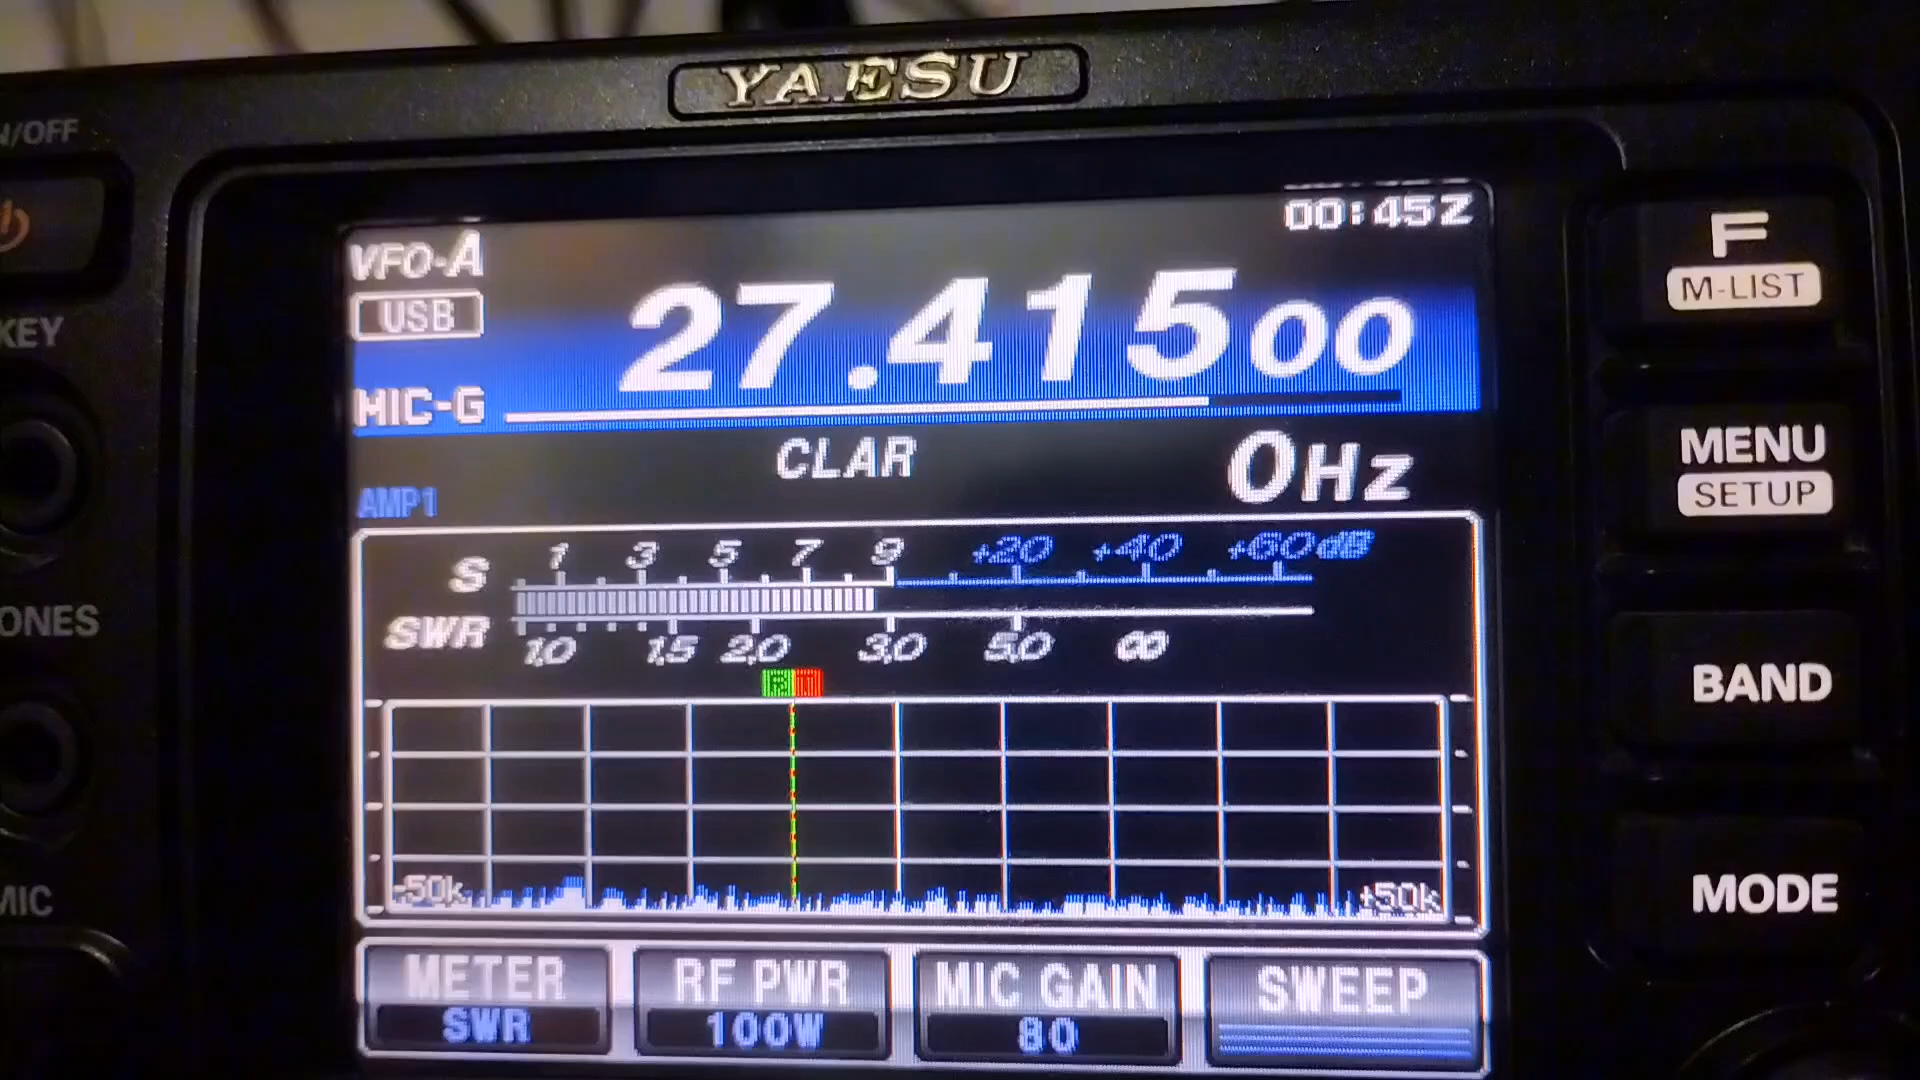 YAESU
N/OFF
00:45Z
VFO-A
USB
27.41500
MIC-G
CLAR 0Hz
AMP1
S 1 3 5 7 9 +20 +40 +60dB
SWR 1.0 1.5 2.0 3.0 5.0 ∞
R T
-50k +50k
METER RF PWR MIC GAIN SWEEP
SWR 100W 80
KEY
ONES
MIC
F
M-LIST
MENU
SETUP
BAND
MODE